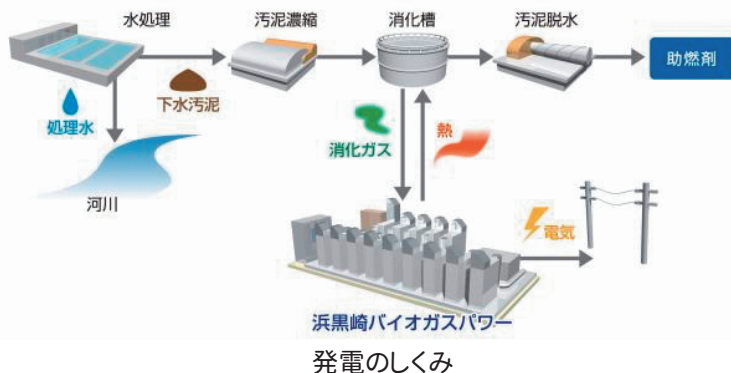 水処理
汚泥濃縮
消化槽
汚泥脱水
助燃剤
下水汚泥
処理水
消化ガス
熱
河川
電気
浜黒崎バイオガスパワー
発電のしくみ